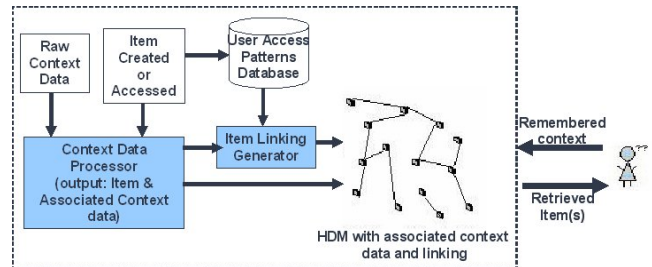 Raw
Context
Data
Item
Created
or
Accessed
User Access
Patterns
Database
Context Data
Processor
(output: Item &
Associated Context
data)
Item Linking
Generator
HDM with associated context
data and linking
Remembered
context
??
Retrieved
Item(s)